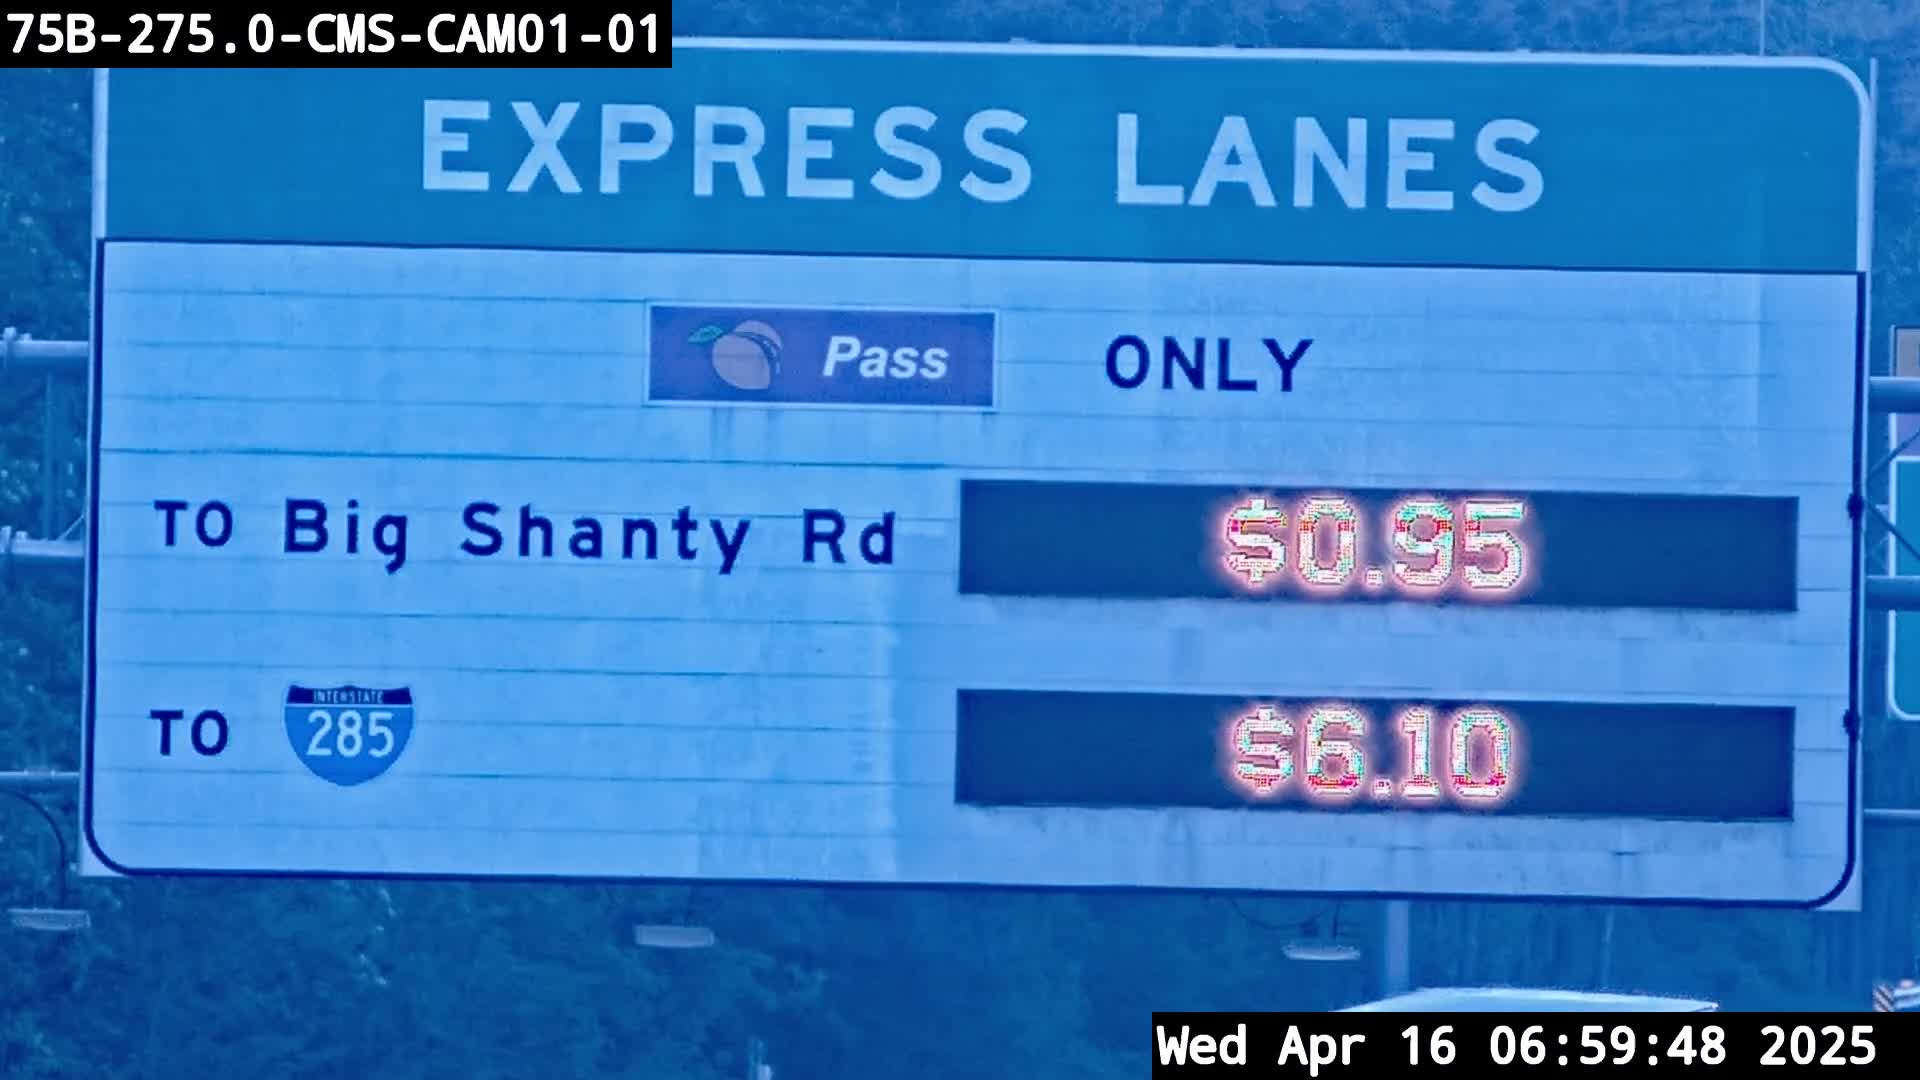 75B-275.0-CMS-CAM01-01
EXPRESS LANES
Pass ONLY
TO Big Shanty Rd $0.95
INTERSTATE
TO 285 $6.10
Wed Apr 16 06:59:48 2025